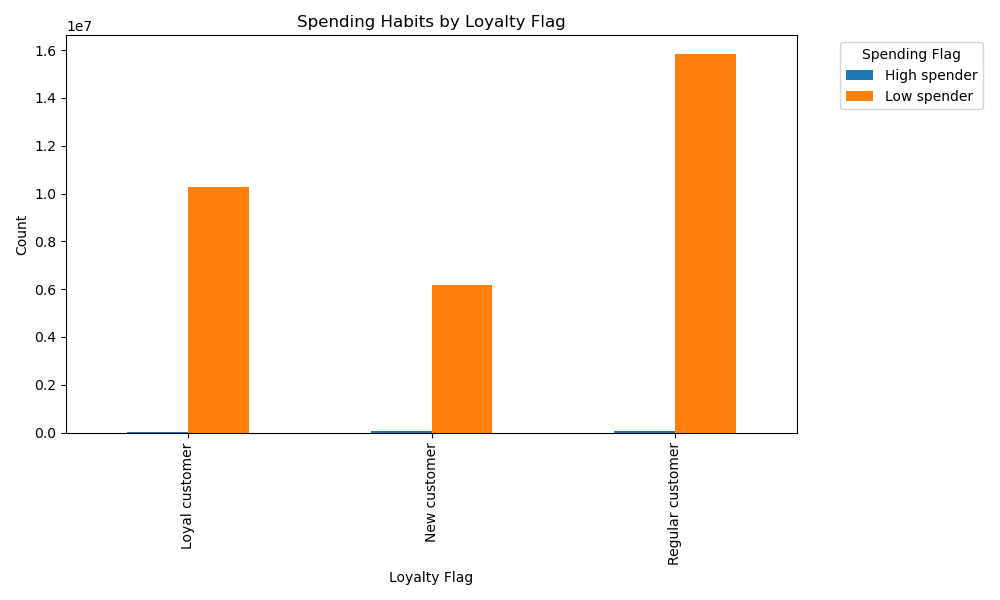 Spending Habits by Loyalty Flag
1e7
1.6
1.4
1.2
1.0
0.8
0.6
0.4
0.2
0.0
Count
Loyal customer
New customer
Regular customer
Loyalty Flag
Spending Flag
High spender
Low spender